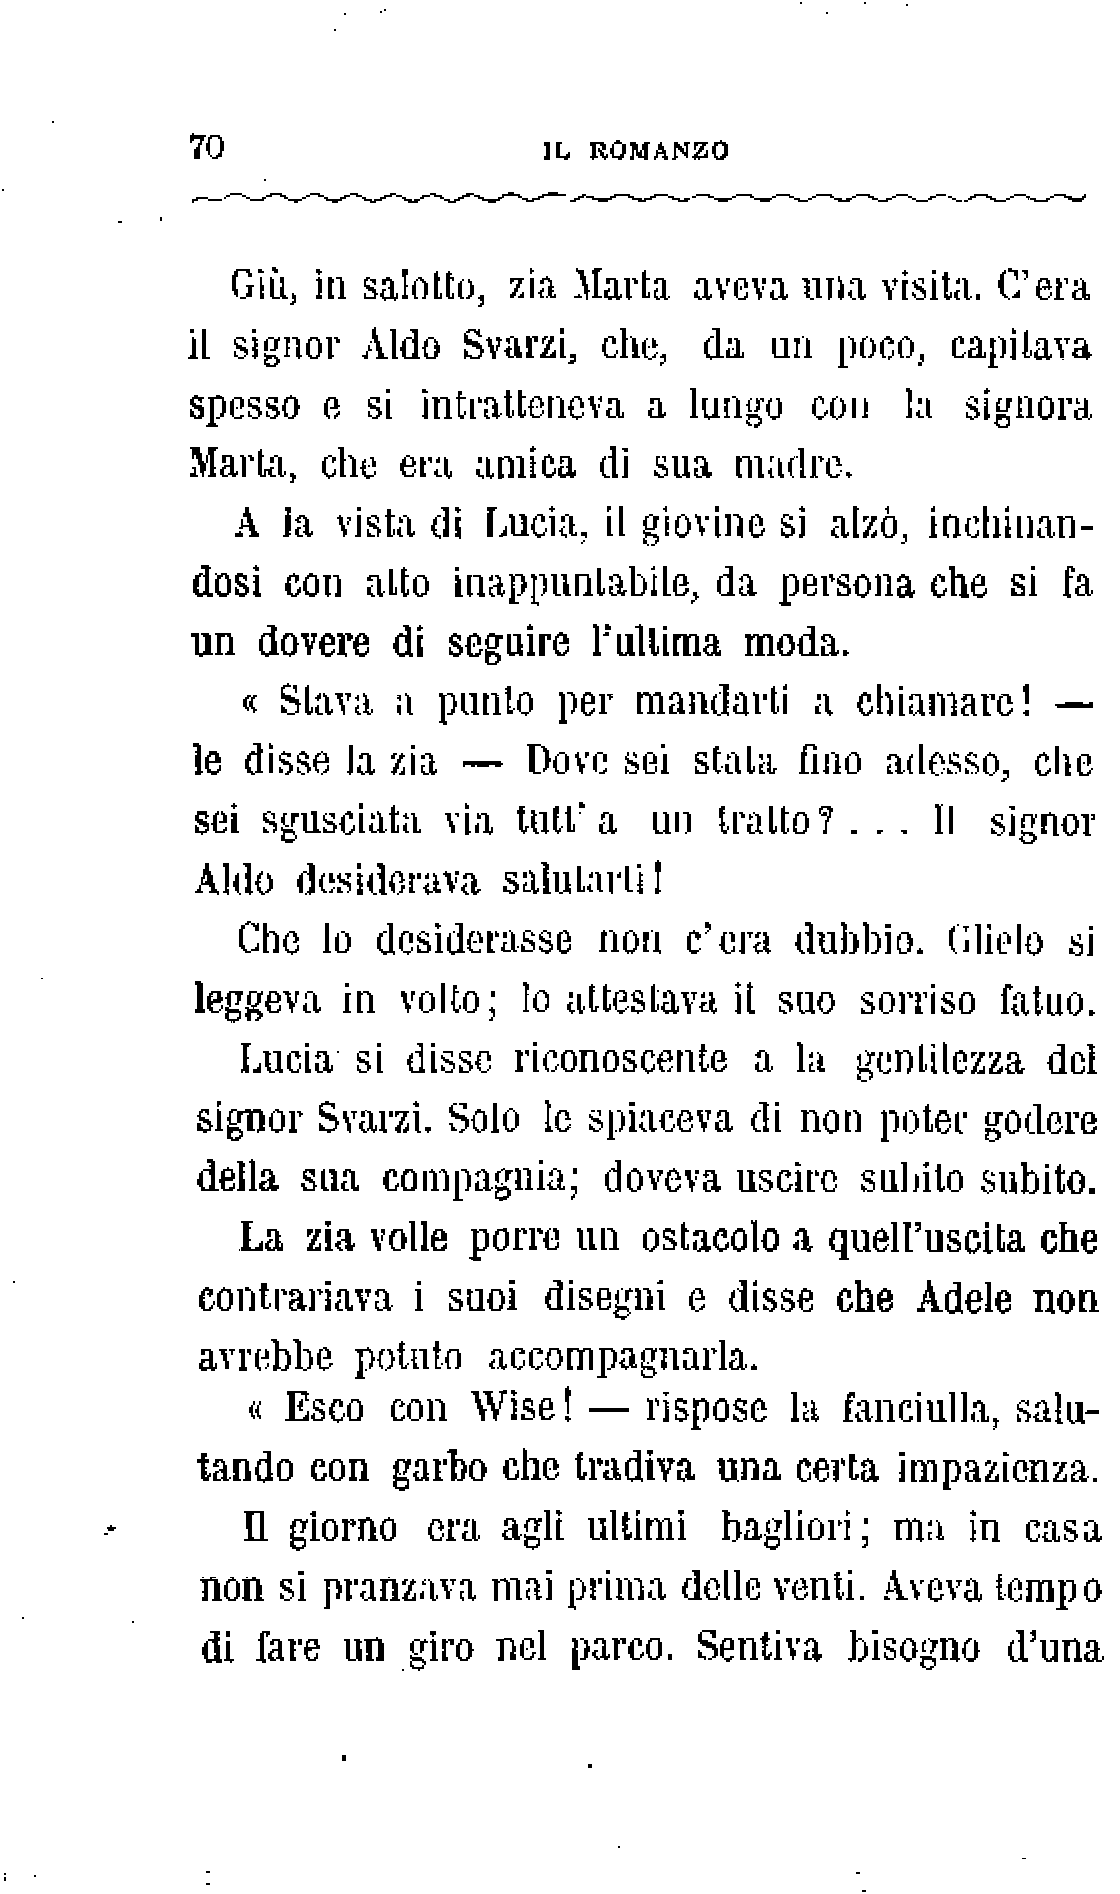 70 IL ROMANZO
Giù, in salotto, zia Marta aveva una visita. C'era
il signor Aldo Svarzi, che, da un poco, capitava
spesso e si intratteneva a lungo con la signora
Marta, che era amica di sua madre.
A la vista di Lucia, il giovine si alzò, inchinan-
dosi con atto inappuntabile, da persona che si fa
un dovere di seguire l'ultima moda.
« Stava a punto per mandarti a chiamare! —
le disse la zia — Dove sei stata fino adesso, che
sei sgusciata via tutt'a un tratto? . . . Il signor
Aldo desiderava salutarti!
Che lo desiderasse non c'era dubbio. Glielo si
leggeva in volto; lo attestava il suo sorriso fatuo.
Lucia si disse riconoscente a la gentilezza del
signor Svarzi. Solo le spiaceva di non poter godere
della sua compagnia; doveva uscire subito subito.
La zia volle porre un ostacolo a quell'uscita che
contrariava i suoi disegni e disse che Adele non
avrebbe potuto accompagnarla.
« Esco con Wise! — rispose la fanciulla, salu-
tando con garbo che tradiva una certa impazienza.
Il giorno era agli ultimi bagliori; ma in casa
non si pranzava mai prima delle venti. Aveva tempo
di fare un giro nel parco. Sentiva bisogno d'una